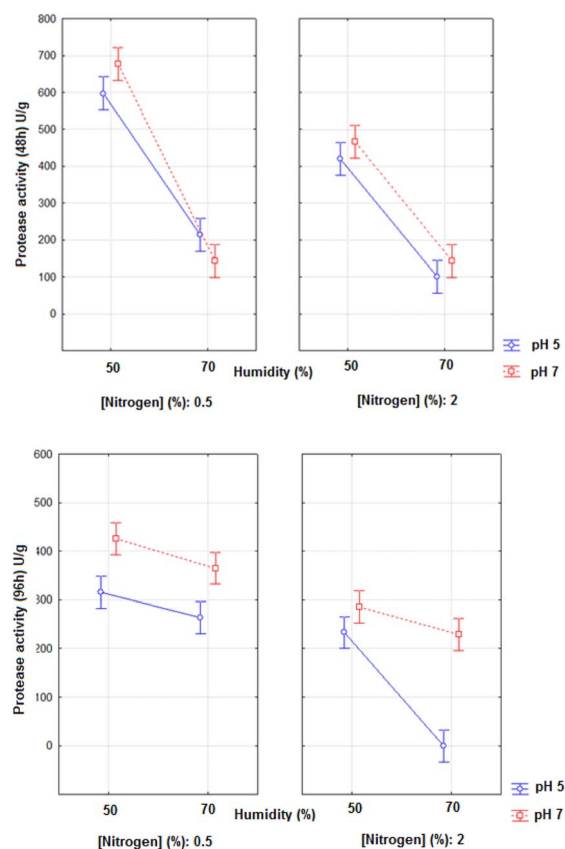 Protease activity (48h) U/g
800
700
600
500
400
300
200
100
0
50
70
Humidity (%)
50
70
[Nitrogen] (%): 0.5
[Nitrogen] (%): 2
pH 5
pH 7
Protease activity (96h) U/g
600
500
400
300
200
100
0
50
70
Humidity (%)
50
70
[Nitrogen] (%): 0.5
[Nitrogen] (%): 2
pH 5
pH 7